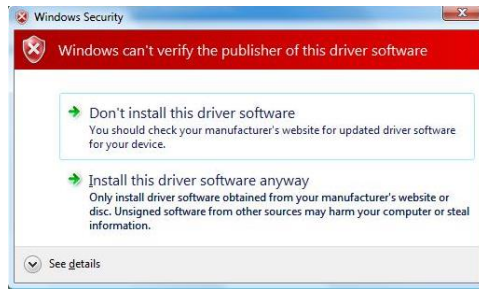 Windows Security
Windows can't verify the publisher of this driver software
Don't install this driver software
You should check your manufacturer's website for updated driver software
for your device.
Install this driver software anyway
Only install driver software obtained from your manufacturer's website or
disc. Unsigned software from other sources may harm your computer or steal
information.
See details